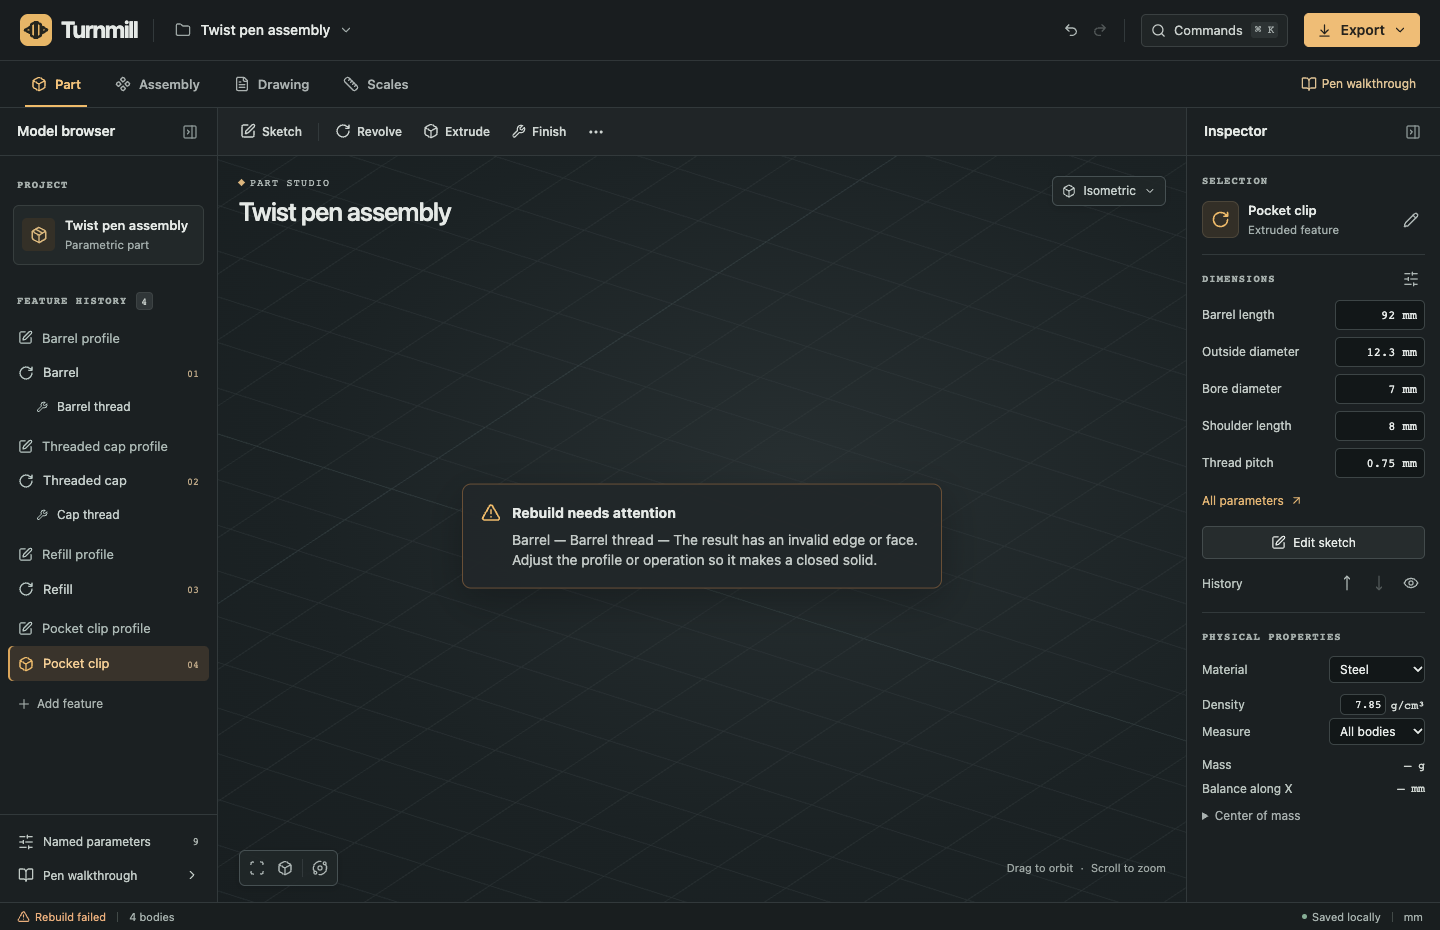 Turnmill
Twist pen assembly
Commands ⌘ K
Export
Part
Assembly
Drawing
Scales
Pen walkthrough
Model browser
Sketch
Revolve
Extrude
Finish
Inspector
PROJECT
Twist pen assembly
Parametric part
FEATURE HISTORY 4
Barrel profile
Barrel 01
Barrel thread
Threaded cap profile
Threaded cap 02
Cap thread
Refill profile
Refill 03
Pocket clip profile
Pocket clip 04
Add feature
Named parameters 9
Pen walkthrough
PART STUDIO
Twist pen assembly
Isometric
Rebuild needs attention
Barrel — Barrel thread — The result has an invalid edge or face.
Adjust the profile or operation so it makes a closed solid.
Drag to orbit · Scroll to zoom
SELECTION
Pocket clip
Extruded feature
DIMENSIONS
Barrel length 92 mm
Outside diameter 12.3 mm
Bore diameter 7 mm
Shoulder length 8 mm
Thread pitch 0.75 mm
All parameters
Edit sketch
History
PHYSICAL PROPERTIES
Material Steel
Density 7.85 g/cm³
Measure All bodies
Mass — g
Balance along X — mm
Center of mass
Rebuild failed
4 bodies
Saved locally
mm